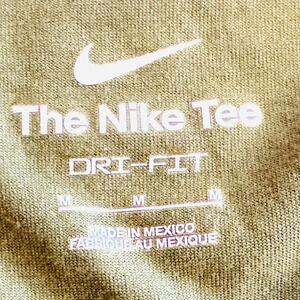 The Nike Tee
DRI-FIT
M M M
MADE IN MEXICO
FABRIQUÉ AU MEXIQUE